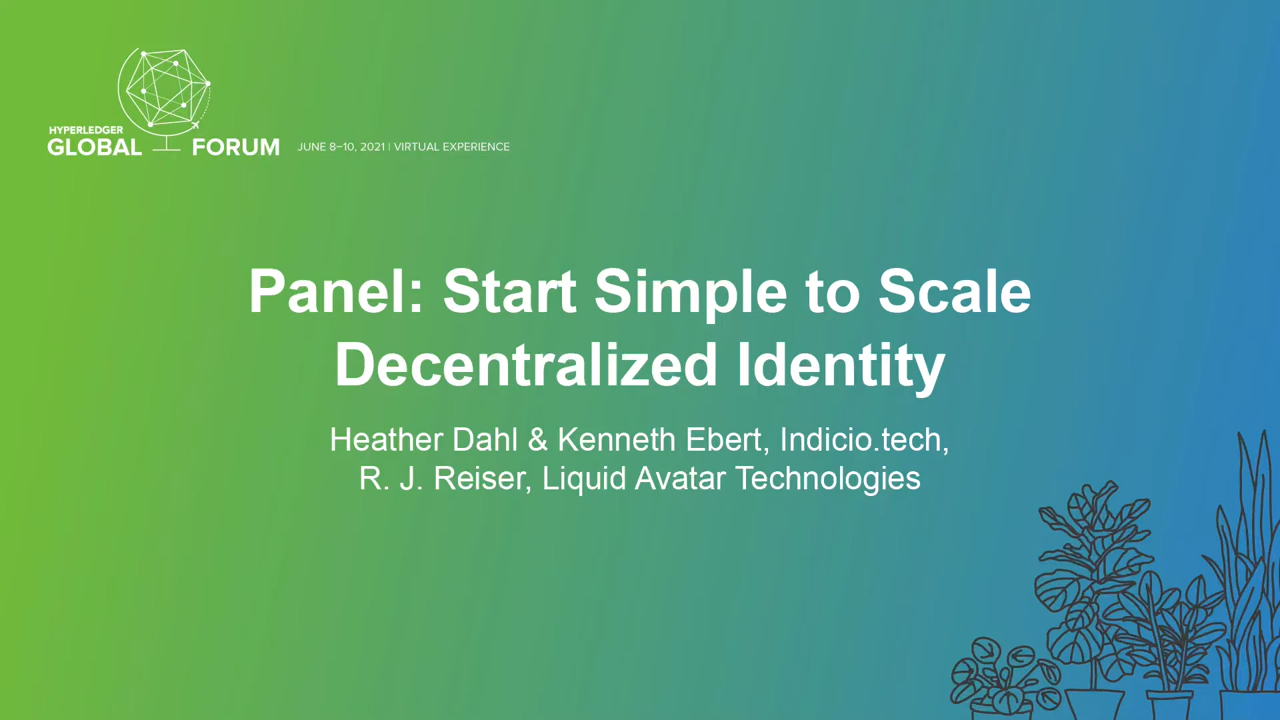 HYPERLEDGER
GLOBAL FORUM JUNE 8–10, 2021 | VIRTUAL EXPERIENCE
Panel: Start Simple to Scale
Decentralized Identity
Heather Dahl & Kenneth Ebert, Indicio.tech,
R. J. Reiser, Liquid Avatar Technologies